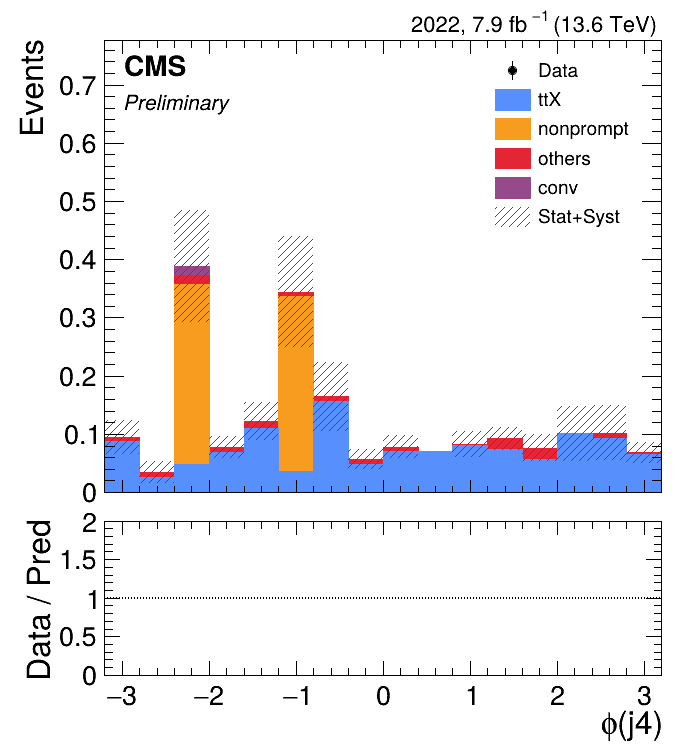 2022, 7.9 fb⁻¹ (13.6 TeV)
CMS
Preliminary
Data
ttX
nonprompt
others
conv
Stat+Syst
Events
0.7
0.6
0.5
0.4
0.3
0.2
0.1
0
Data / Pred
2
1.5
1
0.5
0
−3 −2 −1 0 1 2 3
ϕ(j4)